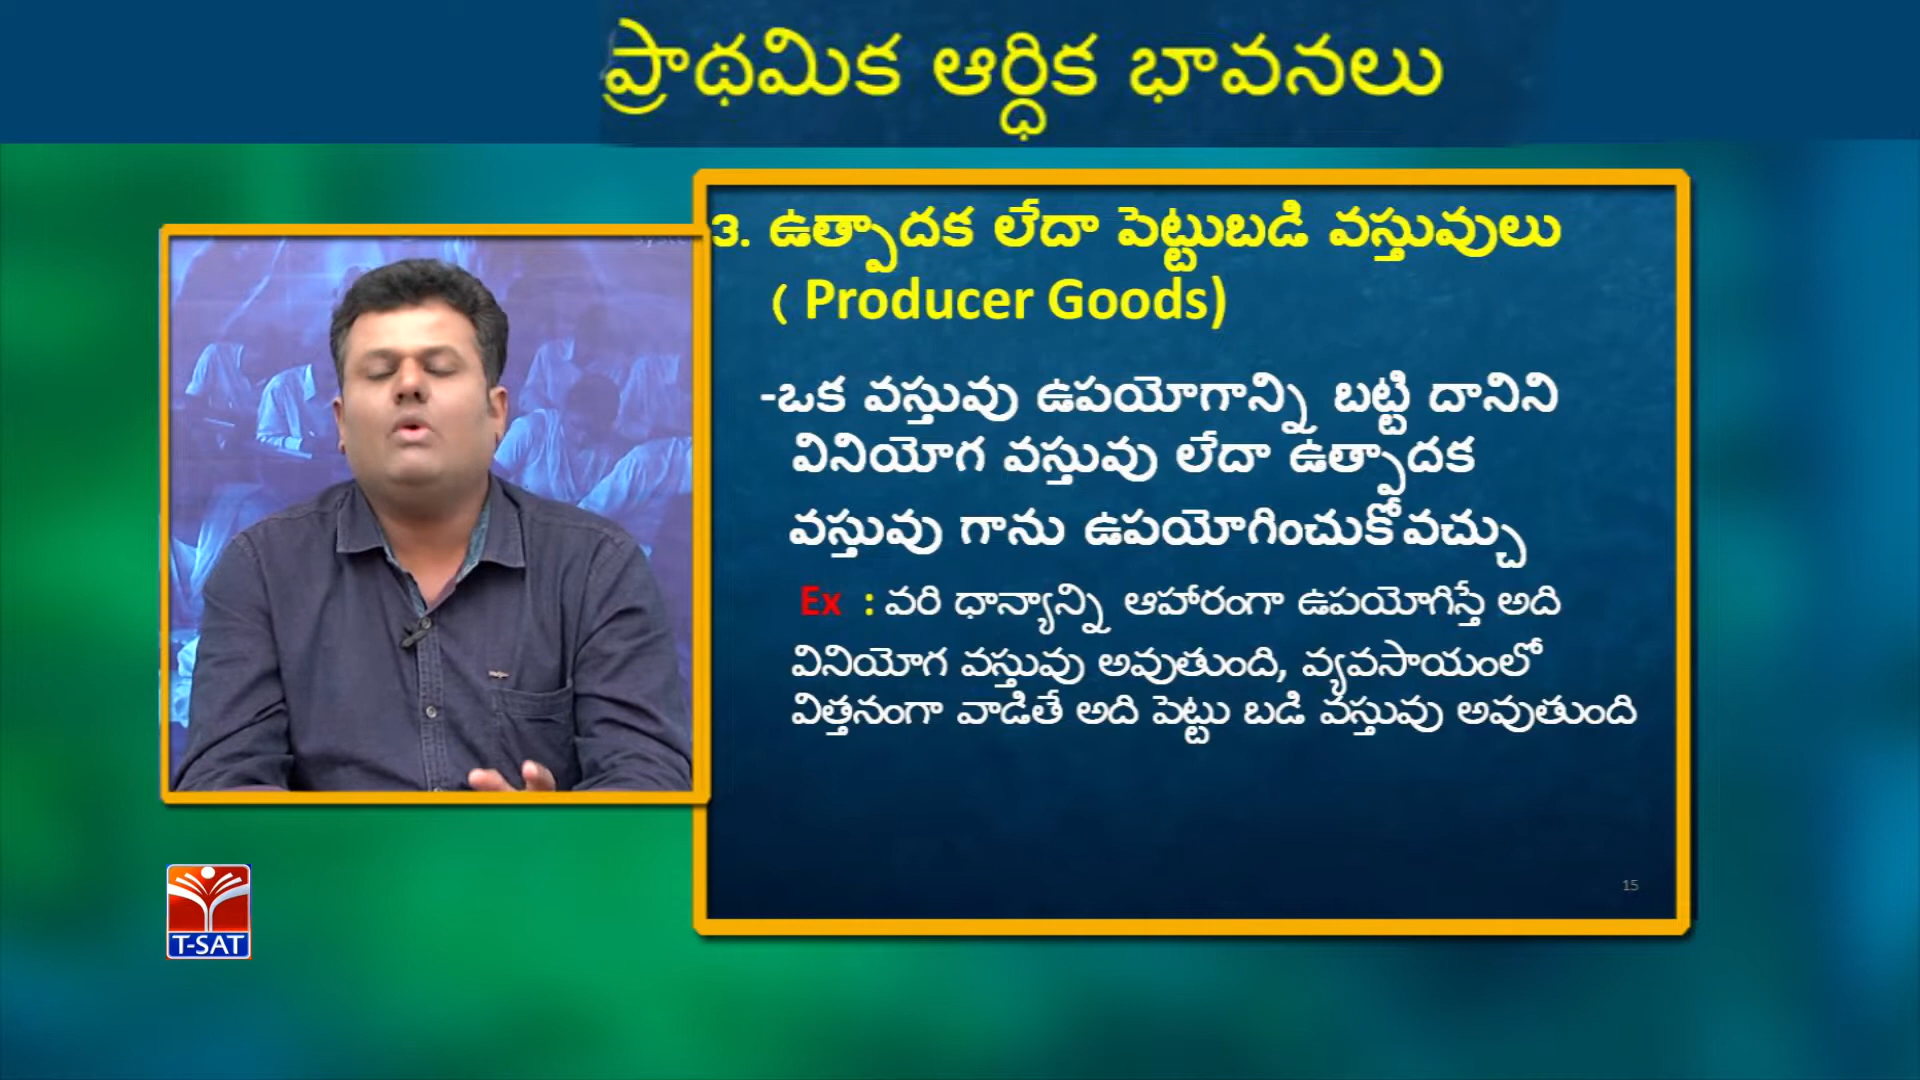 ప్రాథమిక ఆర్ధిక భావనలు
3. ఉత్పాదక లేదా పెట్టుబడి వస్తువులు
( Producer Goods)
-ఒక వస్తువు ఉపయోగాన్ని బట్టి దానిని
వినియోగ వస్తువు లేదా ఉత్పాదక
వస్తువు గాను ఉపయోగించుకోవచ్చు
Ex : వరి ధాన్యాన్ని ఆహారంగా ఉపయోగిస్తే అది
వినియోగ వస్తువు అవుతుంది, వ్యవసాయంలో
విత్తనంగా వాడితే అది పెట్టు బడి వస్తువు అవుతుంది
15
T-SAT